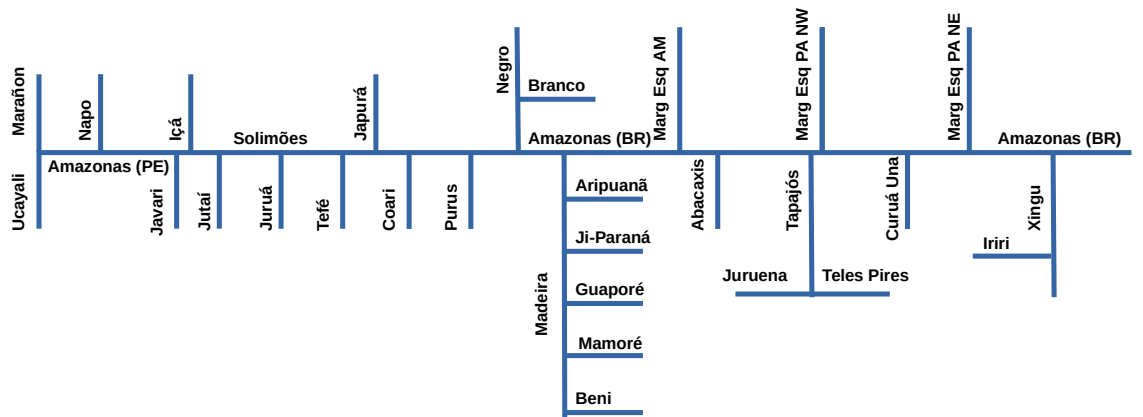 Marañon
Napo
Içá
Solimões
Japurá
Negro
Branco
Amazonas (BR)
Marg Esq AM
Marg Esq PA NW
Marg Esq PA NE
Amazonas (BR)
Ucayali
Amazonas (PE)
Javari
Jutaí
Juruá
Tefé
Coari
Purus
Madeira
Aripuanã
Ji-Paraná
Guaporé
Mamoré
Beni
Abacaxis
Tapajós
Juruena
Teles Pires
Curuá Una
Iriri
Xingu